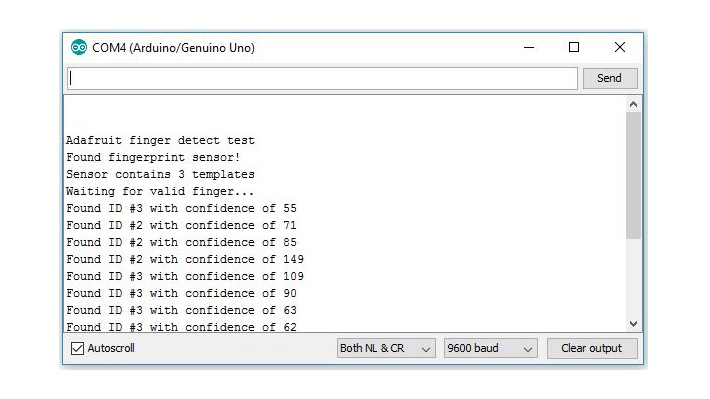 COM4 (Arduino/Genuino Uno)
Send
Adafruit finger detect test
Found fingerprint sensor!
Sensor contains 3 templates
Waiting for valid finger...
Found ID #3 with confidence of 55
Found ID #2 with confidence of 71
Found ID #2 with confidence of 85
Found ID #2 with confidence of 149
Found ID #3 with confidence of 109
Found ID #3 with confidence of 90
Found ID #3 with confidence of 63
Found ID #3 with confidence of 62
Autoscroll
Both NL & CR
9600 baud
Clear output